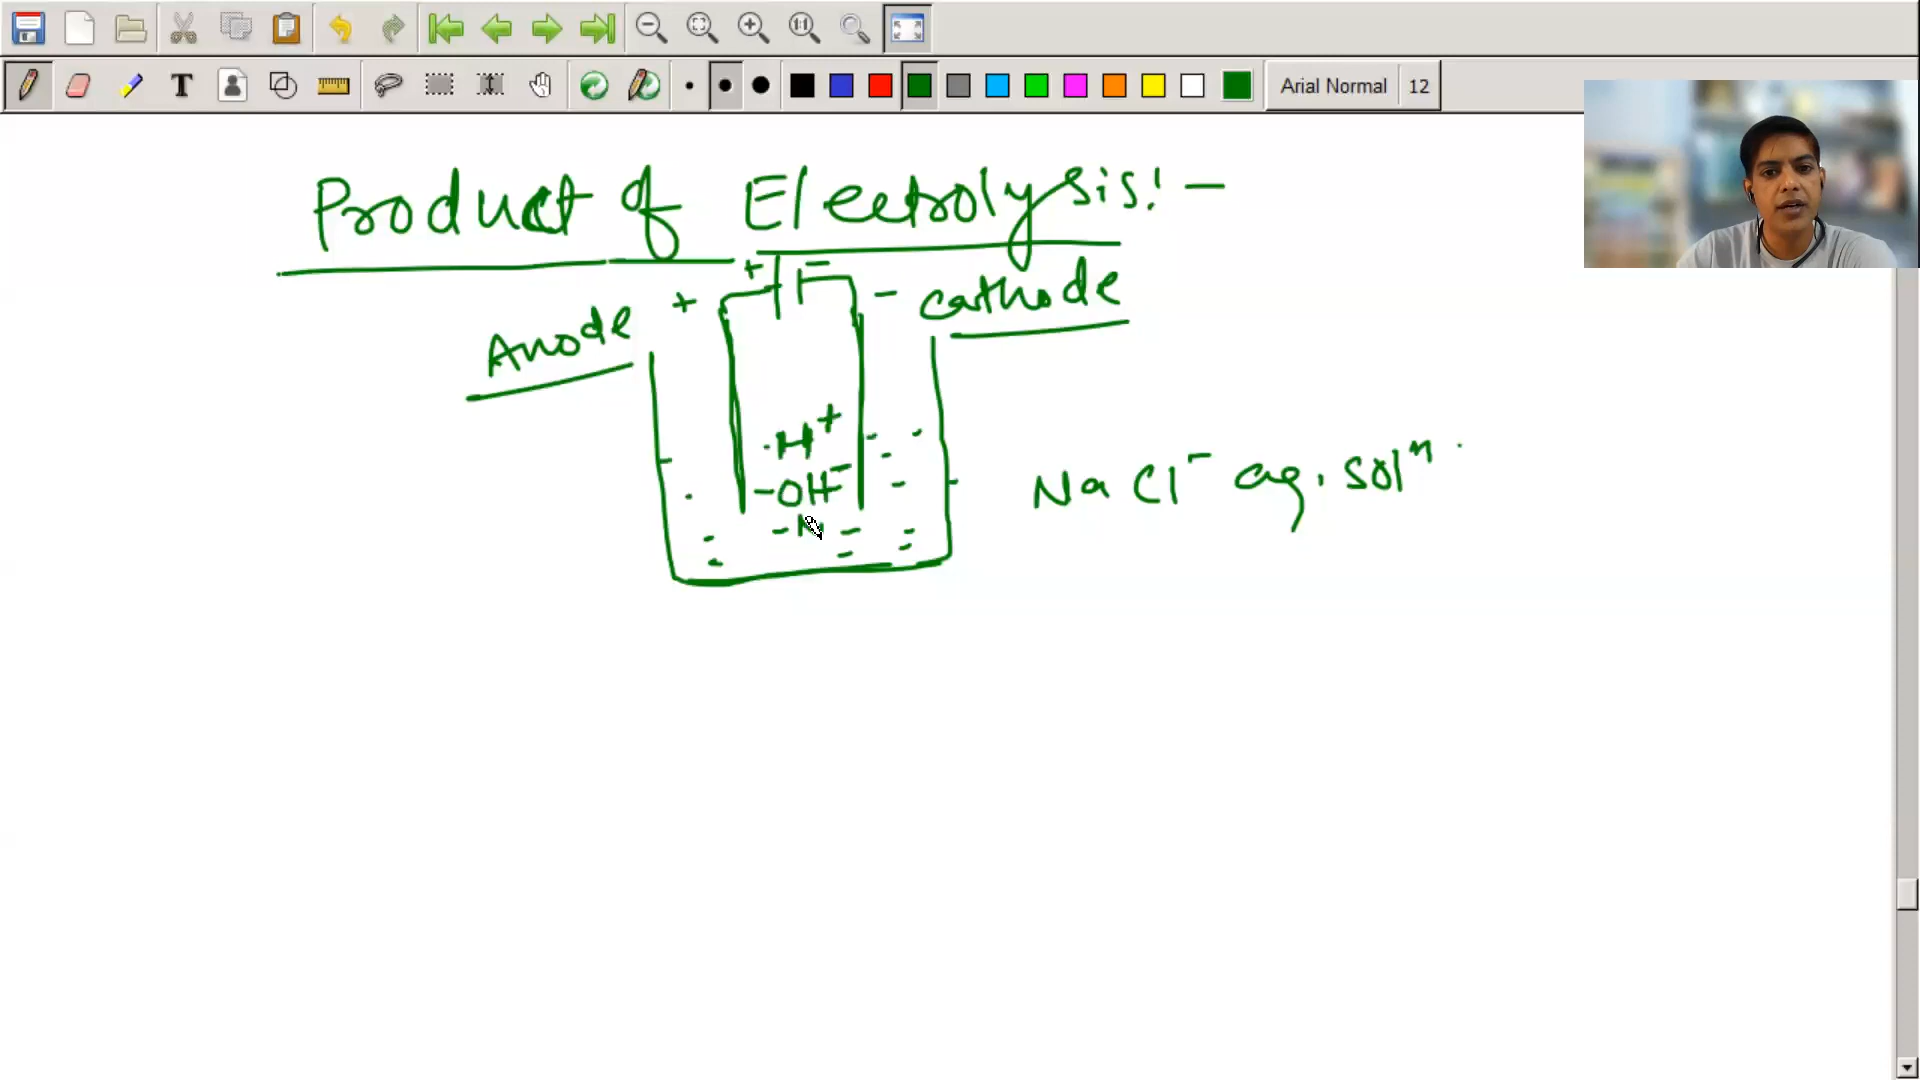 Arial Normal 12
Product of Electrolysis:-
+ -
Anode + - Cathode
H+
OH-
N
NaCl- aq. solⁿ.